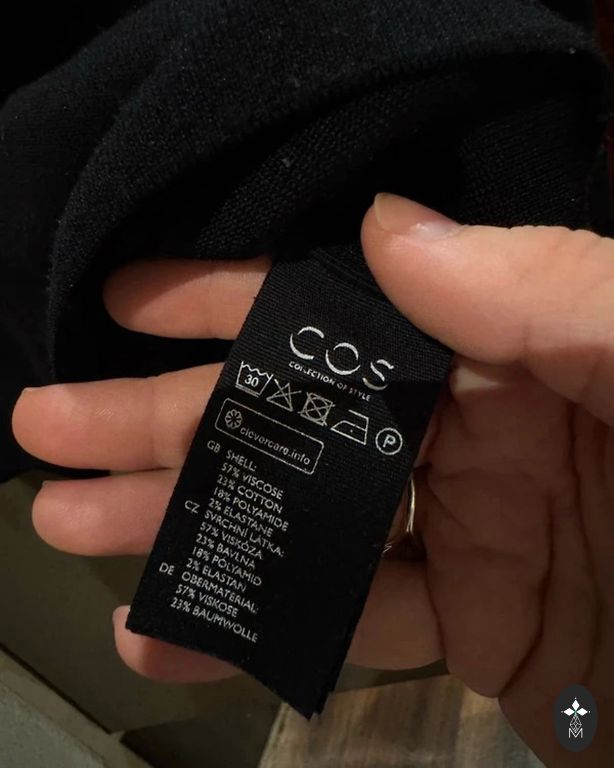 COS
COLLECTION OF STYLE
30
P
clevercare.info
GB SHELL:
57% VISCOSE
23% COTTON
18% POLYAMIDE
2% ELASTANE
CZ SVRCHNÍ LÁTKA:
57% VISKÓZA
23% BAVLNA
18% POLYAMID
2% ELASTAN
DE OBERMATERIAL:
57% VISKOSE
23% BAUMWOLLE
M